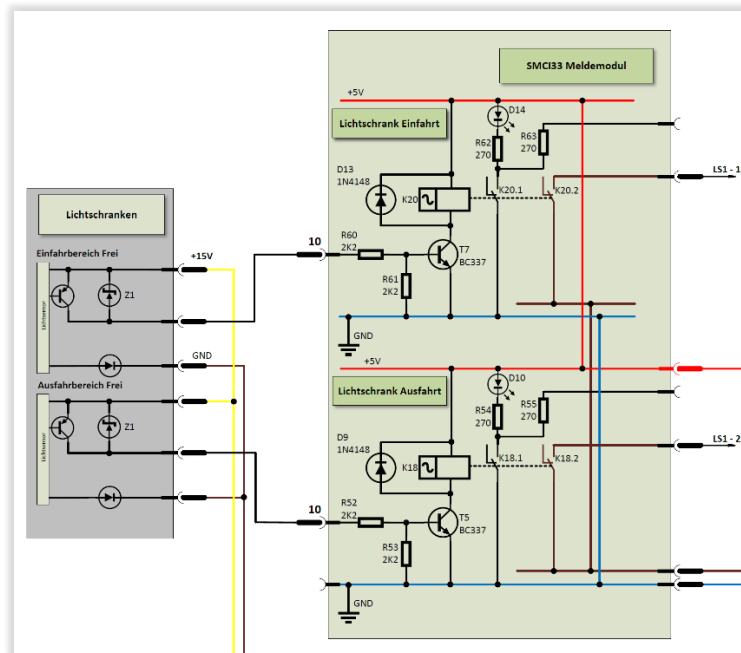 SMCI33 Meldemodul
+5V
Lichtschrank Einfahrt
D14
R62
270
R63
270
D13
1N4148
K20
K20.1
K20.2
LS1 - 1
Lichtschranken
10
R60
2K2
T7
BC337
R61
2K2
Einfahrbereich Frei
+15V
Lichtsensor
Z1
GND
GND
+5V
Ausfahrbereich Frei
Lichtschrank Ausfahrt
D10
R54
270
R55
270
Lichtsensor
Z1
D9
1N4148
K18
K18.1
K18.2
LS1 - 2
10
R52
2K2
T5
BC337
R53
2K2
GND